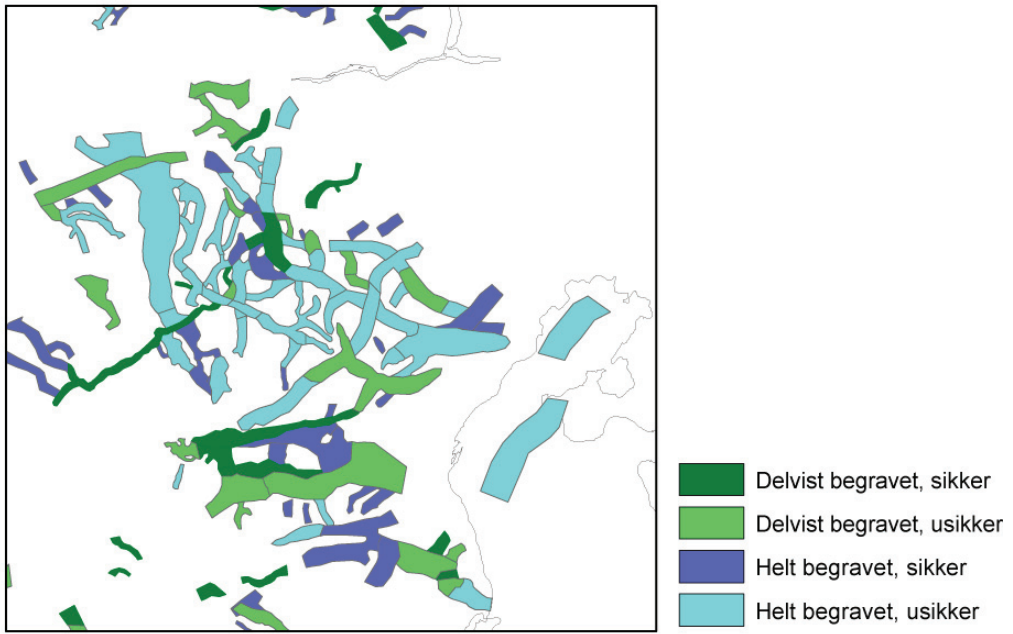 Delvist begravet, sikker
Delvist begravet, usikker
Helt begravet, sikker
Helt begravet, usikker